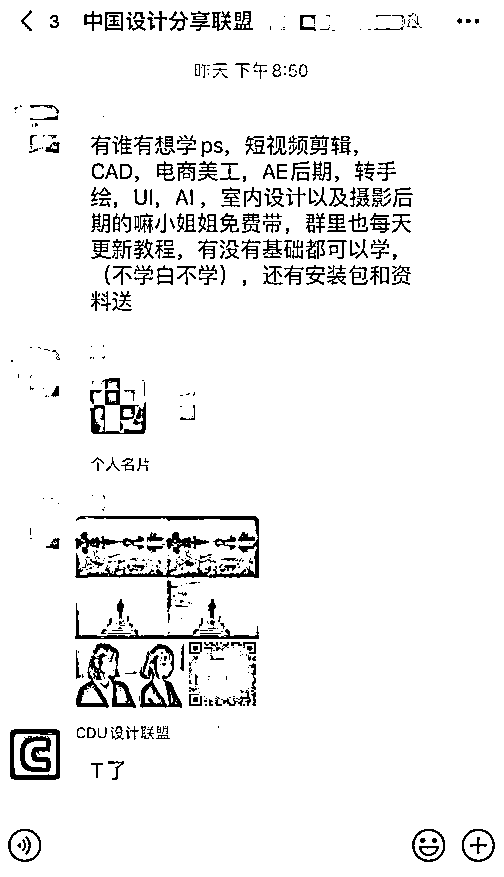 3 中国设计分享联盟
昨天 下午8:50
有谁有想学ps，短视频剪辑，
CAD，电商美工，AE后期，转手
绘，UI，AI，室内设计以及摄影后
期的嘛小姐姐免费带，群里也每天
更新教程，有没有基础都可以学，
（不学白不学），还有安装包和资
料送
个人名片
CDU设计联盟
T了